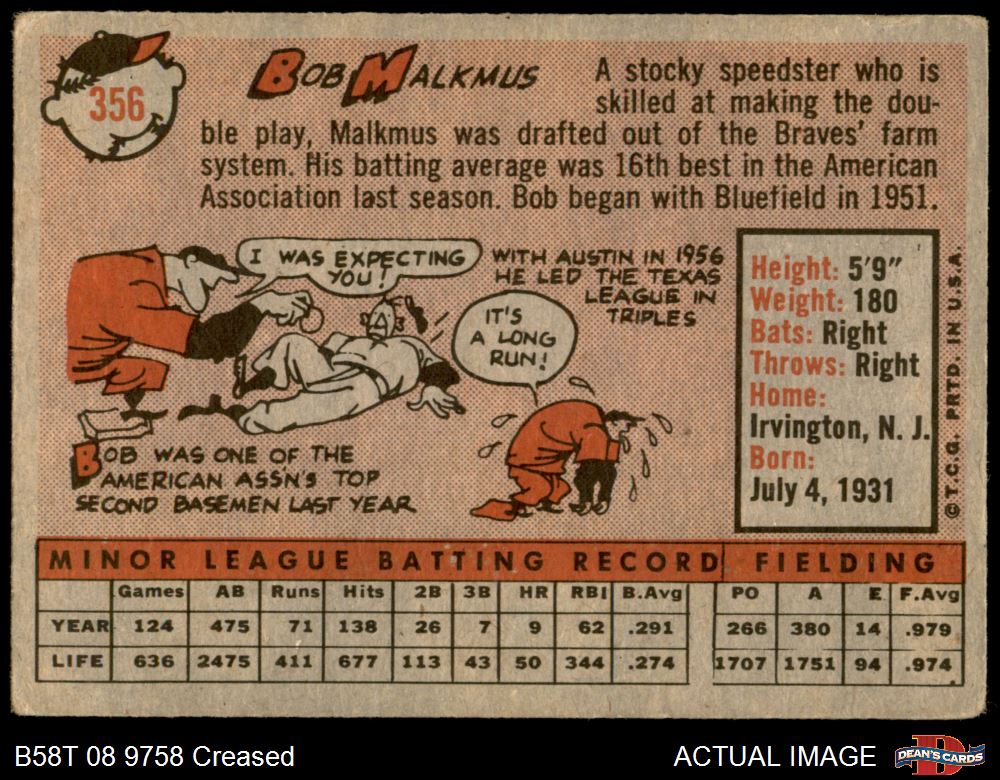 356
BOB MALKMUS
A stocky speedster who is
skilled at making the dou-
ble play, Malkmus was drafted out of the Braves' farm
system. His batting average was 16th best in the American
Association last season. Bob began with Bluefield in 1951.
I WAS EXPECTING
YOU!
WITH AUSTIN IN 1956
HE LED THE TEXAS
LEAGUE IN
TRIPLES
IT'S
A LONG
RUN!
BOB WAS ONE OF THE
AMERICAN ASS'N'S TOP
SECOND BASEMEN LAST YEAR
Height: 5'9"
Weight: 180
Bats: Right
Throws: Right
Home:
Irvington, N. J.
Born:
July 4, 1931
© T.C.G. PRTD. IN U.S.A.
MINOR LEAGUE BATTING RECORD FIELDING
Games AB Runs Hits 2B 3B HR RBI B.Avg PO A E F.Avg
YEAR 124 475 71 138 26 7 9 62 .291 266 380 14 .979
LIFE 636 2475 411 677 113 43 50 344 .274 1707 1751 94 .974
B58T 08 9758 Creased
ACTUAL IMAGE
DEAN'S CARDS